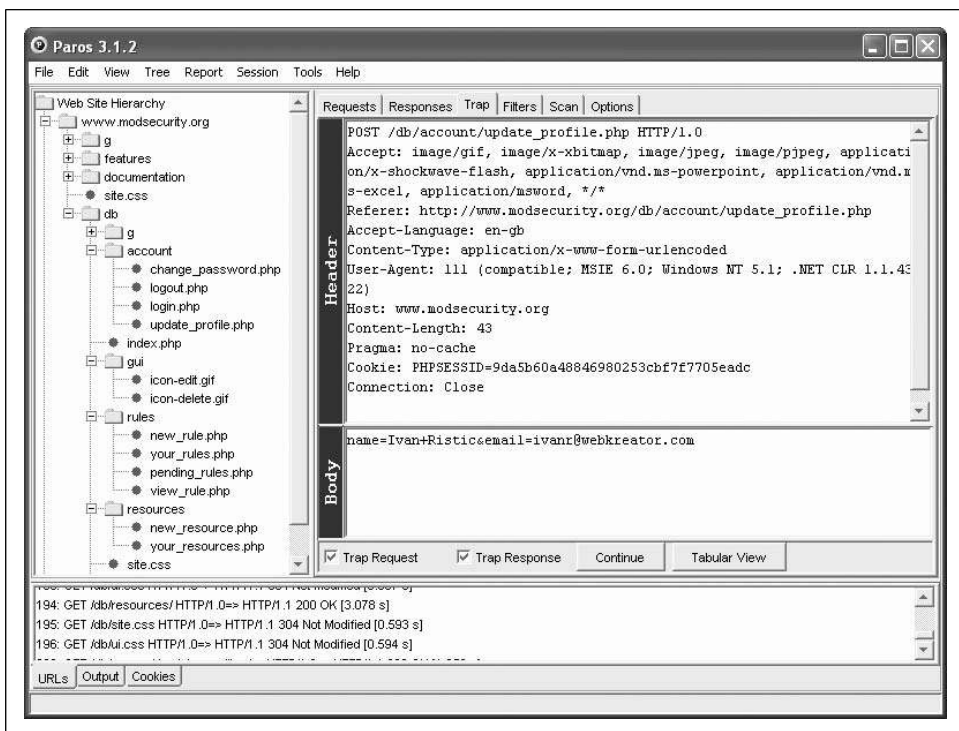 Paros 3.1.2
File Edit View Tree Report Session Tools Help
Web Site Hierarchy
www.modsecurity.org
g
features
documentation
site.css
db
g
account
change_password.php
logout.php
login.php
update_profile.php
index.php
gui
icon-edit.gif
icon-delete.gif
rules
new_rule.php
your_rules.php
pending_rules.php
view_rule.php
resources
new_resource.php
your_resources.php
site.css
Requests Responses Trap Filters Scan Options
Header
POST /db/account/update_profile.php HTTP/1.0
Accept: image/gif, image/x-xbitmap, image/jpeg, image/pjpeg, applicati
on/x-shockwave-flash, application/vnd.ms-powerpoint, application/vnd.m
s-excel, application/msword, */*
Referer: http://www.modsecurity.org/db/account/update_profile.php
Accept-Language: en-gb
Content-Type: application/x-www-form-urlencoded
User-Agent: lll (compatible; MSIE 6.0; Windows NT 5.1; .NET CLR 1.1.43
22)
Host: www.modsecurity.org
Content-Length: 43
Pragma: no-cache
Cookie: PHPSESSID=9da5b60a48846980253cbf7f7705eadc
Connection: Close
Body
name=Ivan+Ristic&email=ivanr@webkreator.com
Trap Request Trap Response Continue Tabular View
194: GET /db/resources/ HTTP/1.0=> HTTP/1.1 200 OK [3.078 s]
195: GET /db/site.css HTTP/1.0=> HTTP/1.1 304 Not Modified [0.593 s]
196: GET /db/ui.css HTTP/1.0=> HTTP/1.1 304 Not Modified [0.594 s]
URLs Output Cookies